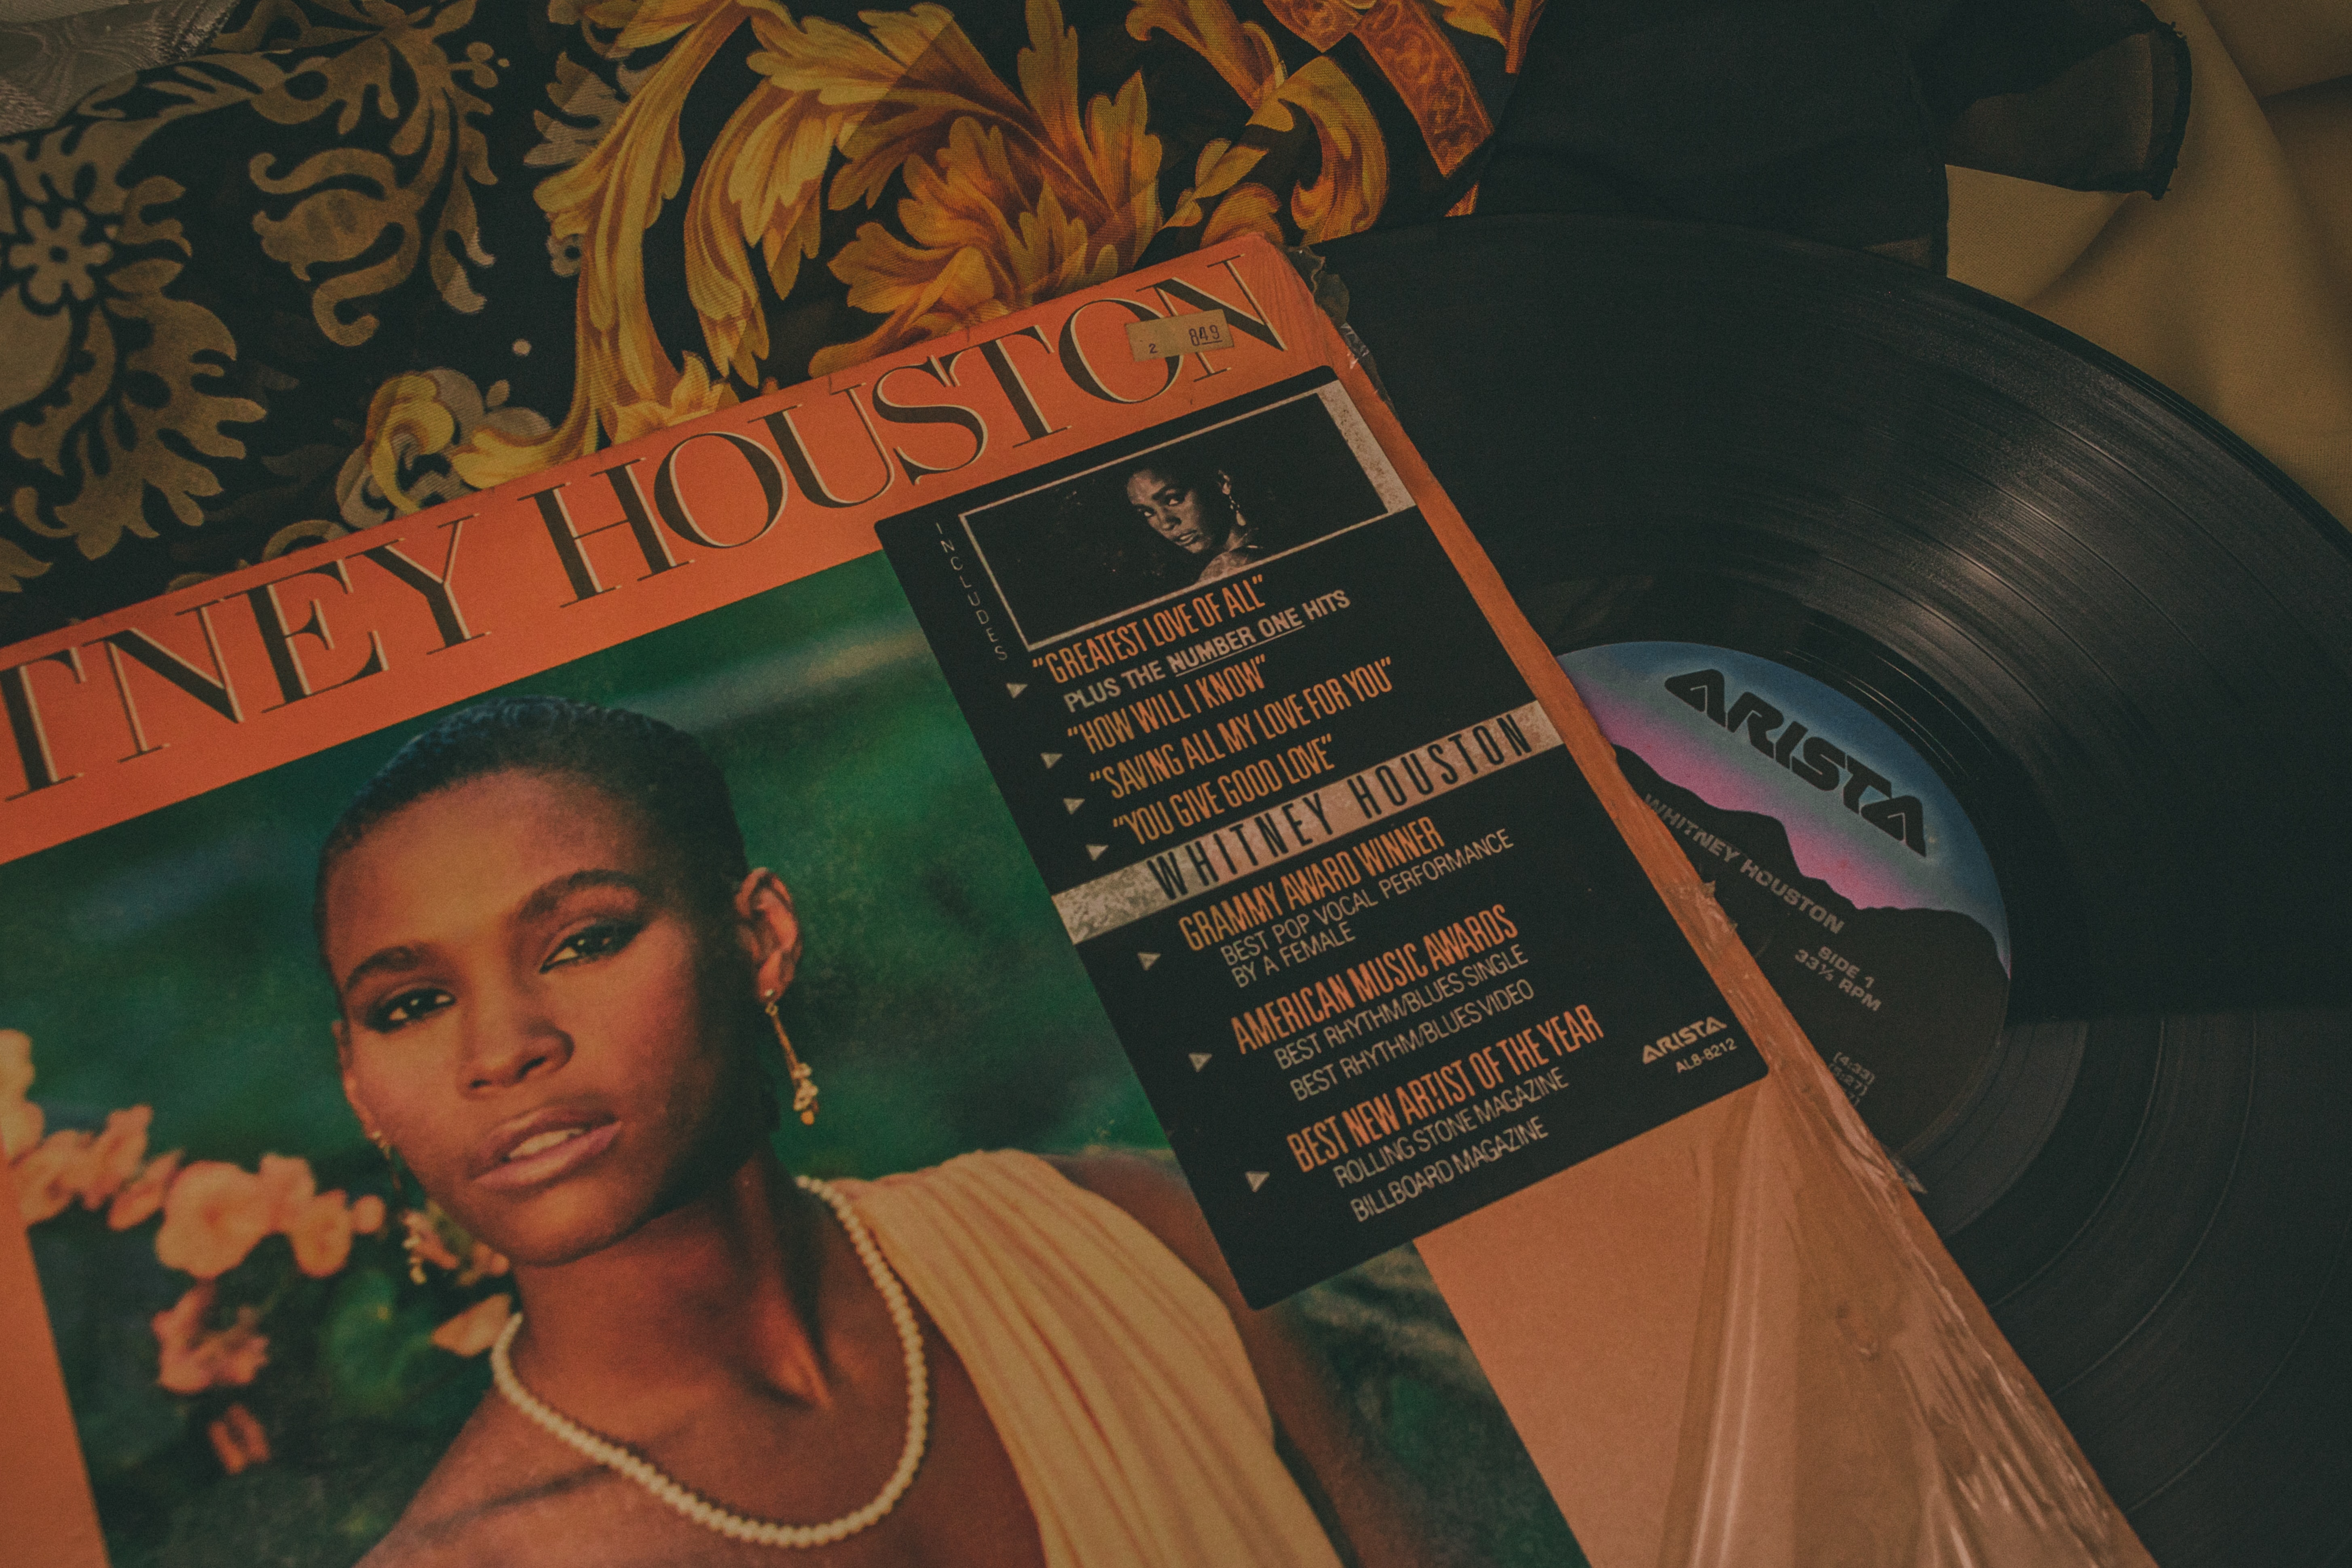 TNEY HOUSTON
2 849
INCLUDES
"GREATEST LOVE OF ALL"
PLUS THE NUMBER ONE HITS
"HOW WILL I KNOW"
"SAVING ALL MY LOVE FOR YOU"
"YOU GIVE GOOD LOVE"
WHITNEY HOUSTON
GRAMMY AWARD WINNER
BEST POP VOCAL PERFORMANCE
BY A FEMALE
AMERICAN MUSIC AWARDS
BEST RHYTHM/BLUES SINGLE
BEST RHYTHM/BLUES VIDEO
BEST NEW ARTIST OF THE YEAR
ROLLING STONE MAGAZINE
BILLBOARD MAGAZINE
ARISTA
AL8-8212
ARISTA
WHITNEY HOUSTON
SIDE 1
33⅓ RPM
(4:33)